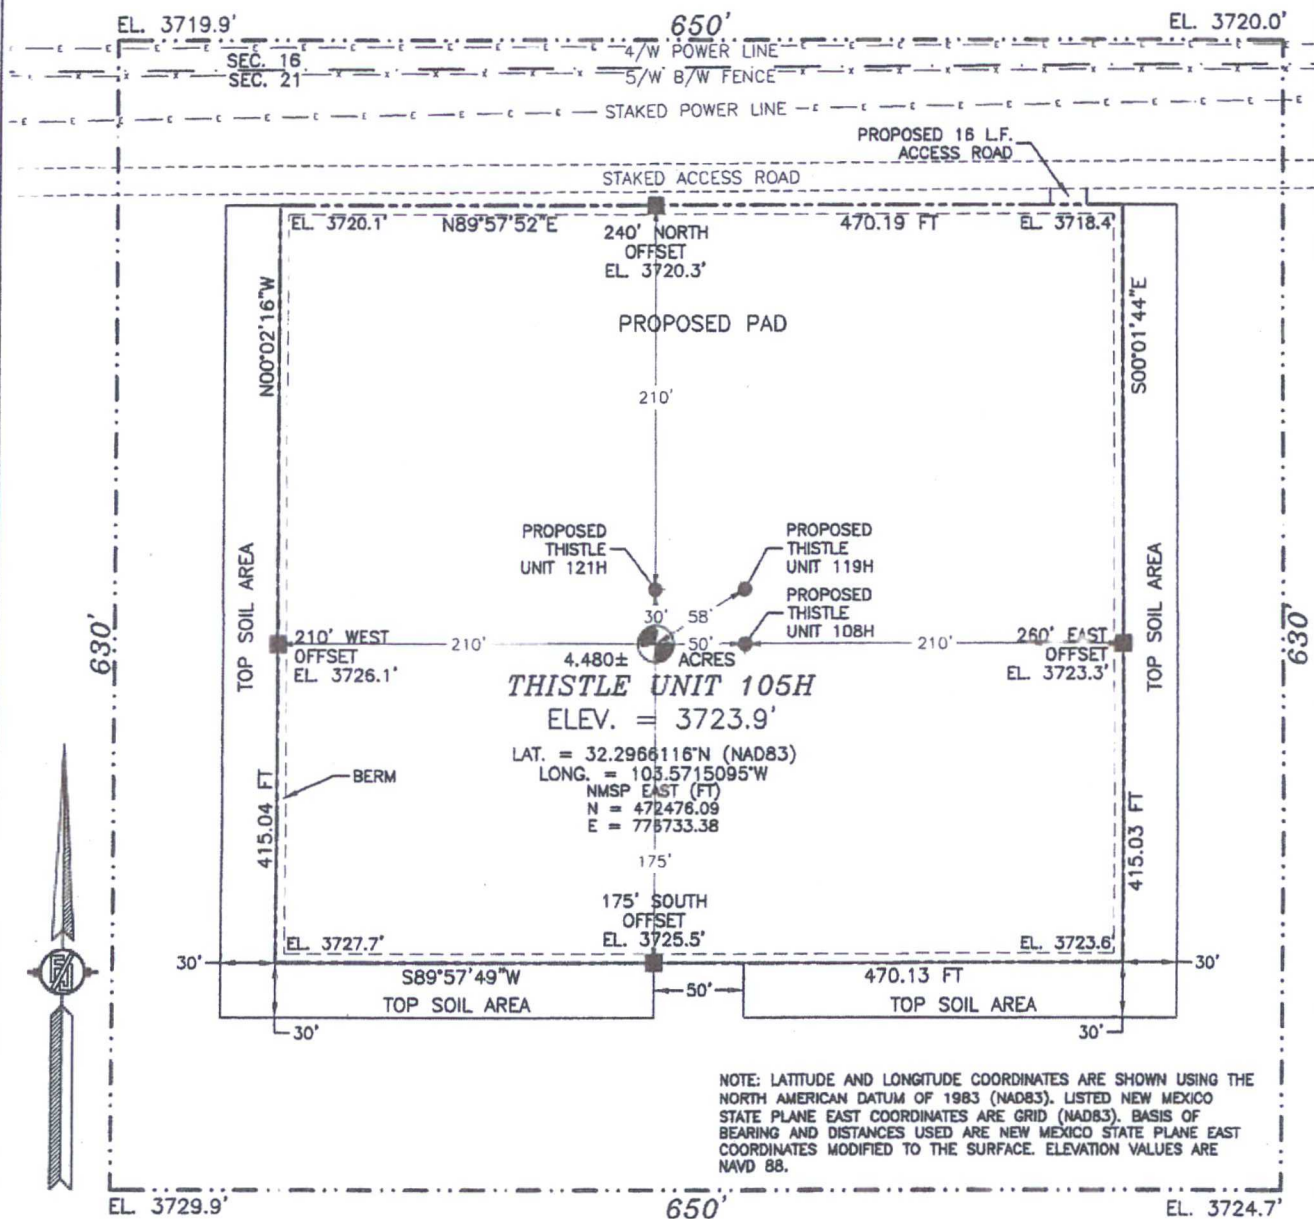 EL. 3719.9' 650' EL. 3720.0'
4/W POWER LINE
SEC. 16
SEC. 21
5/W B/W FENCE
STAKED POWER LINE
PROPOSED 16 L.F.
ACCESS ROAD
STAKED ACCESS ROAD
EL. 3720.1' N89°57'52"E 470.19 FT EL. 3718.4'
240' NORTH
OFFSET
EL. 3720.3'
N00°02'16"W
S00°01'44"E
PROPOSED PAD
210'
PROPOSED
THISTLE
UNIT 121H
PROPOSED
THISTLE
UNIT 119H
PROPOSED
THISTLE
UNIT 108H
30' 58'
50'
TOP SOIL AREA
TOP SOIL AREA
630'
630'
210' WEST
OFFSET
EL. 3726.1'
210'
210'
260' EAST
OFFSET
EL. 3723.3'
4.480± ACRES
THISTLE UNIT 105H
ELEV. = 3723.9'
LAT. = 32.2966116°N (NAD83)
LONG. = 103.5715095°W
NMSP EAST (FT)
N = 472476.09
E = 776733.38
BERM
415.04 FT
415.03 FT
175'
175' SOUTH
OFFSET
EL. 3725.5'
EL. 3727.7'
EL. 3723.6'
30'
30'
S89°57'49"W 470.13 FT
50'
TOP SOIL AREA TOP SOIL AREA
30' 30'
NOTE: LATITUDE AND LONGITUDE COORDINATES ARE SHOWN USING THE
NORTH AMERICAN DATUM OF 1983 (NAD83). LISTED NEW MEXICO
STATE PLANE EAST COORDINATES ARE GRID (NAD83). BASIS OF
BEARING AND DISTANCES USED ARE NEW MEXICO STATE PLANE EAST
COORDINATES MODIFIED TO THE SURFACE. ELEVATION VALUES ARE
NAVD 88.
EL. 3729.9' 650' EL. 3724.7'